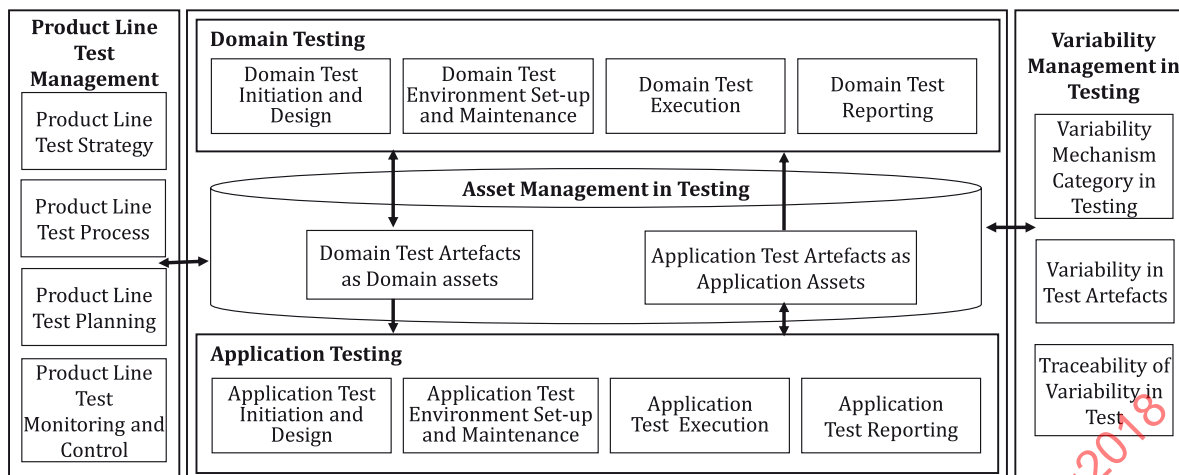 Product Line
Test
Management
Product Line
Test Strategy
Product Line
Test Process
Product Line
Test Planning
Product Line
Test
Monitoring and
Control
Domain Testing
Domain Test
Initiation and
Design
Domain Test
Environment Set-up
and Maintenance
Domain Test
Execution
Domain Test
Reporting
Asset Management in Testing
Domain Test Artefacts
as Domain assets
Application Test Artefacts as
Application Assets
Application Testing
Application Test
Initiation and
Design
Application Test
Environment Set-up
and Maintenance
Application
Test Execution
Application
Test Reporting
Variability
Management in
Testing
Variability
Mechanism
Category in
Testing
Variability in
Test Artefacts
Traceability of
Variability in
Test
2018